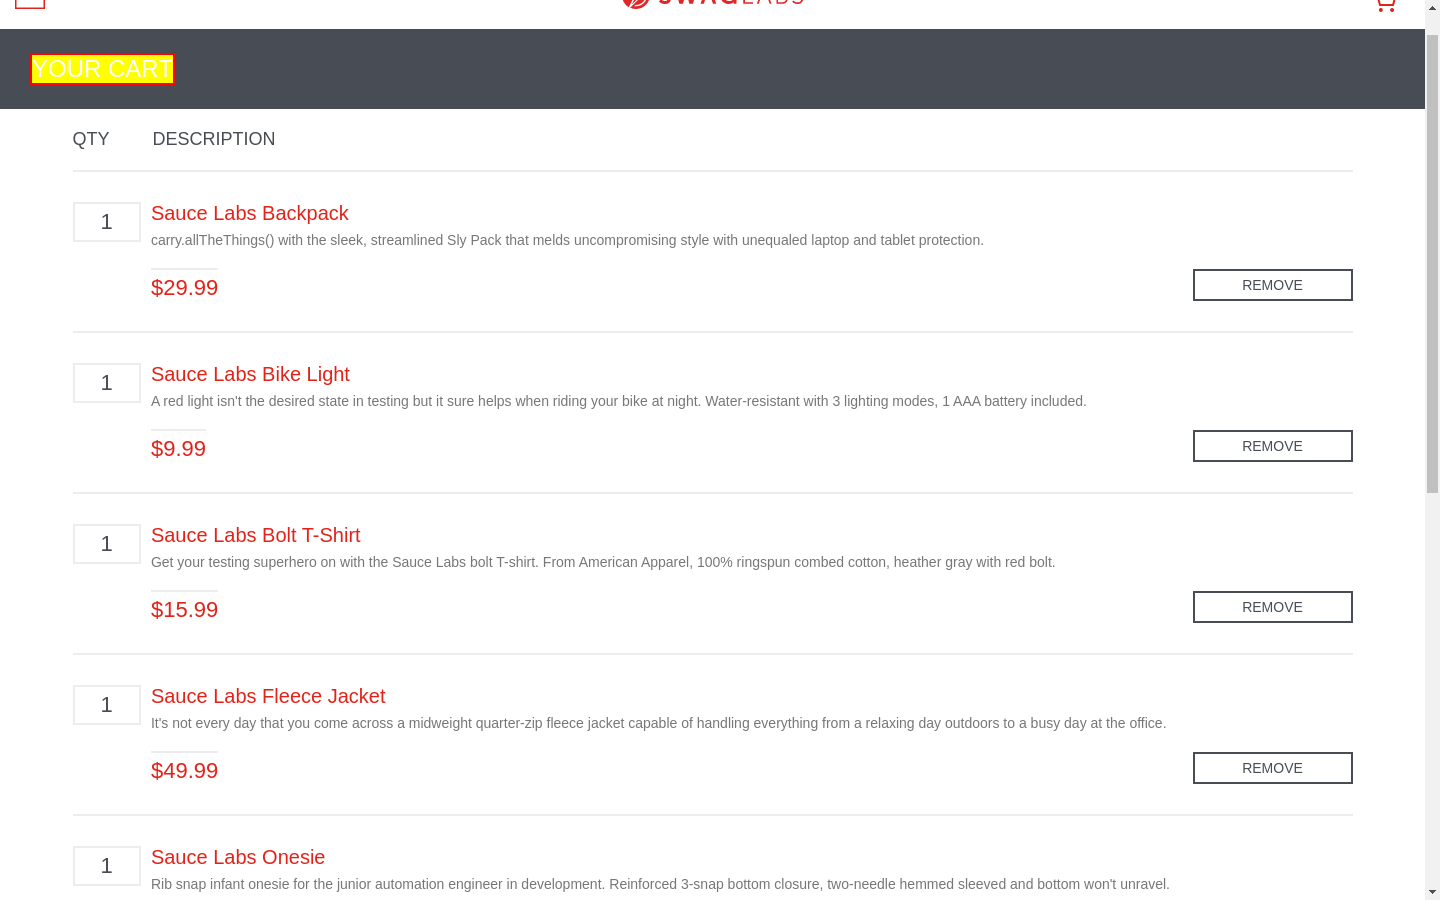 SWAGLABS
YOUR CART
QTY DESCRIPTION
1 Sauce Labs Backpack
carry.allTheThings() with the sleek, streamlined Sly Pack that melds uncompromising style with unequaled laptop and tablet protection.
$29.99 REMOVE
1 Sauce Labs Bike Light
A red light isn't the desired state in testing but it sure helps when riding your bike at night. Water-resistant with 3 lighting modes, 1 AAA battery included.
$9.99 REMOVE
1 Sauce Labs Bolt T-Shirt
Get your testing superhero on with the Sauce Labs bolt T-shirt. From American Apparel, 100% ringspun combed cotton, heather gray with red bolt.
$15.99 REMOVE
1 Sauce Labs Fleece Jacket
It's not every day that you come across a midweight quarter-zip fleece jacket capable of handling everything from a relaxing day outdoors to a busy day at the office.
$49.99 REMOVE
1 Sauce Labs Onesie
Rib snap infant onesie for the junior automation engineer in development. Reinforced 3-snap bottom closure, two-needle hemmed sleeved and bottom won't unravel.